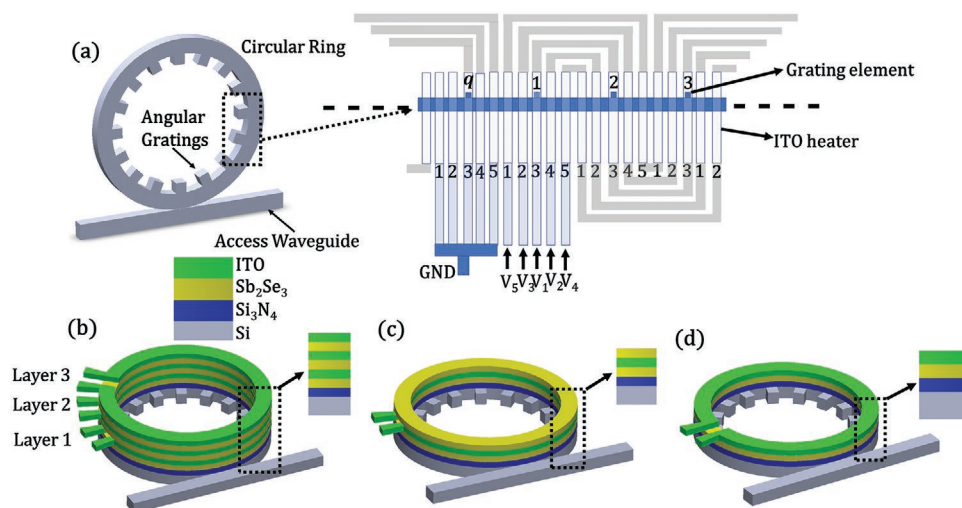 (a)
Circular Ring
Angular
Gratings
Access Waveguide
q 1 2 3
Grating element
ITO heater
1 2 3 4 5 1 2 3 4 5 1 2 3 4 5 1 2 3 1 2
GND
V5 V3 V1 V2 V4
ITO
Sb2Se3
Si3N4
Si
(b)
Layer 3
Layer 2
Layer 1
(c)
(d)